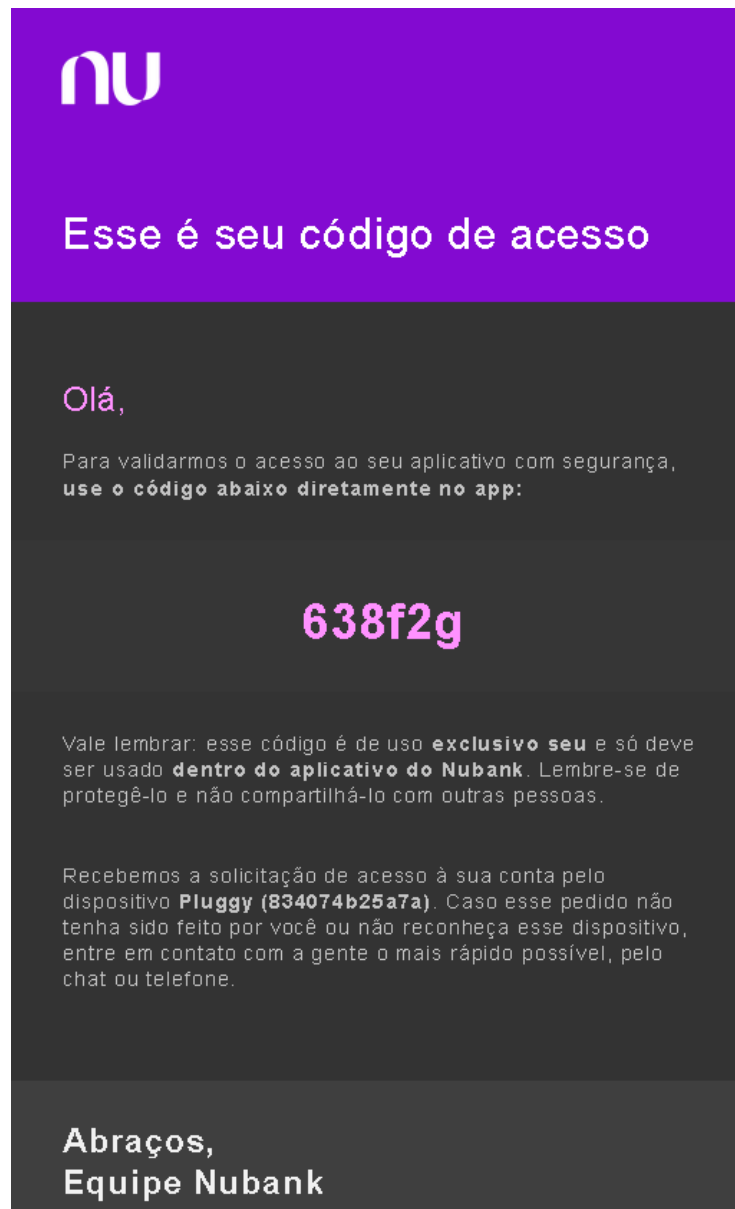 nu
Esse é seu código de acesso
Olá,
Para validarmos o acesso ao seu aplicativo com segurança,
use o código abaixo diretamente no app:
638f2g
Vale lembrar: esse código é de uso exclusivo seu e só deve
ser usado dentro do aplicativo do Nubank. Lembre-se de
protegê-lo e não compartilhá-lo com outras pessoas.
Recebemos a solicitação de acesso à sua conta pelo
dispositivo Pluggy (834074b25a7a). Caso esse pedido não
tenha sido feito por você ou não reconheça esse dispositivo,
entre em contato com a gente o mais rápido possível, pelo
chat ou telefone.
Abraços,
Equipe Nubank